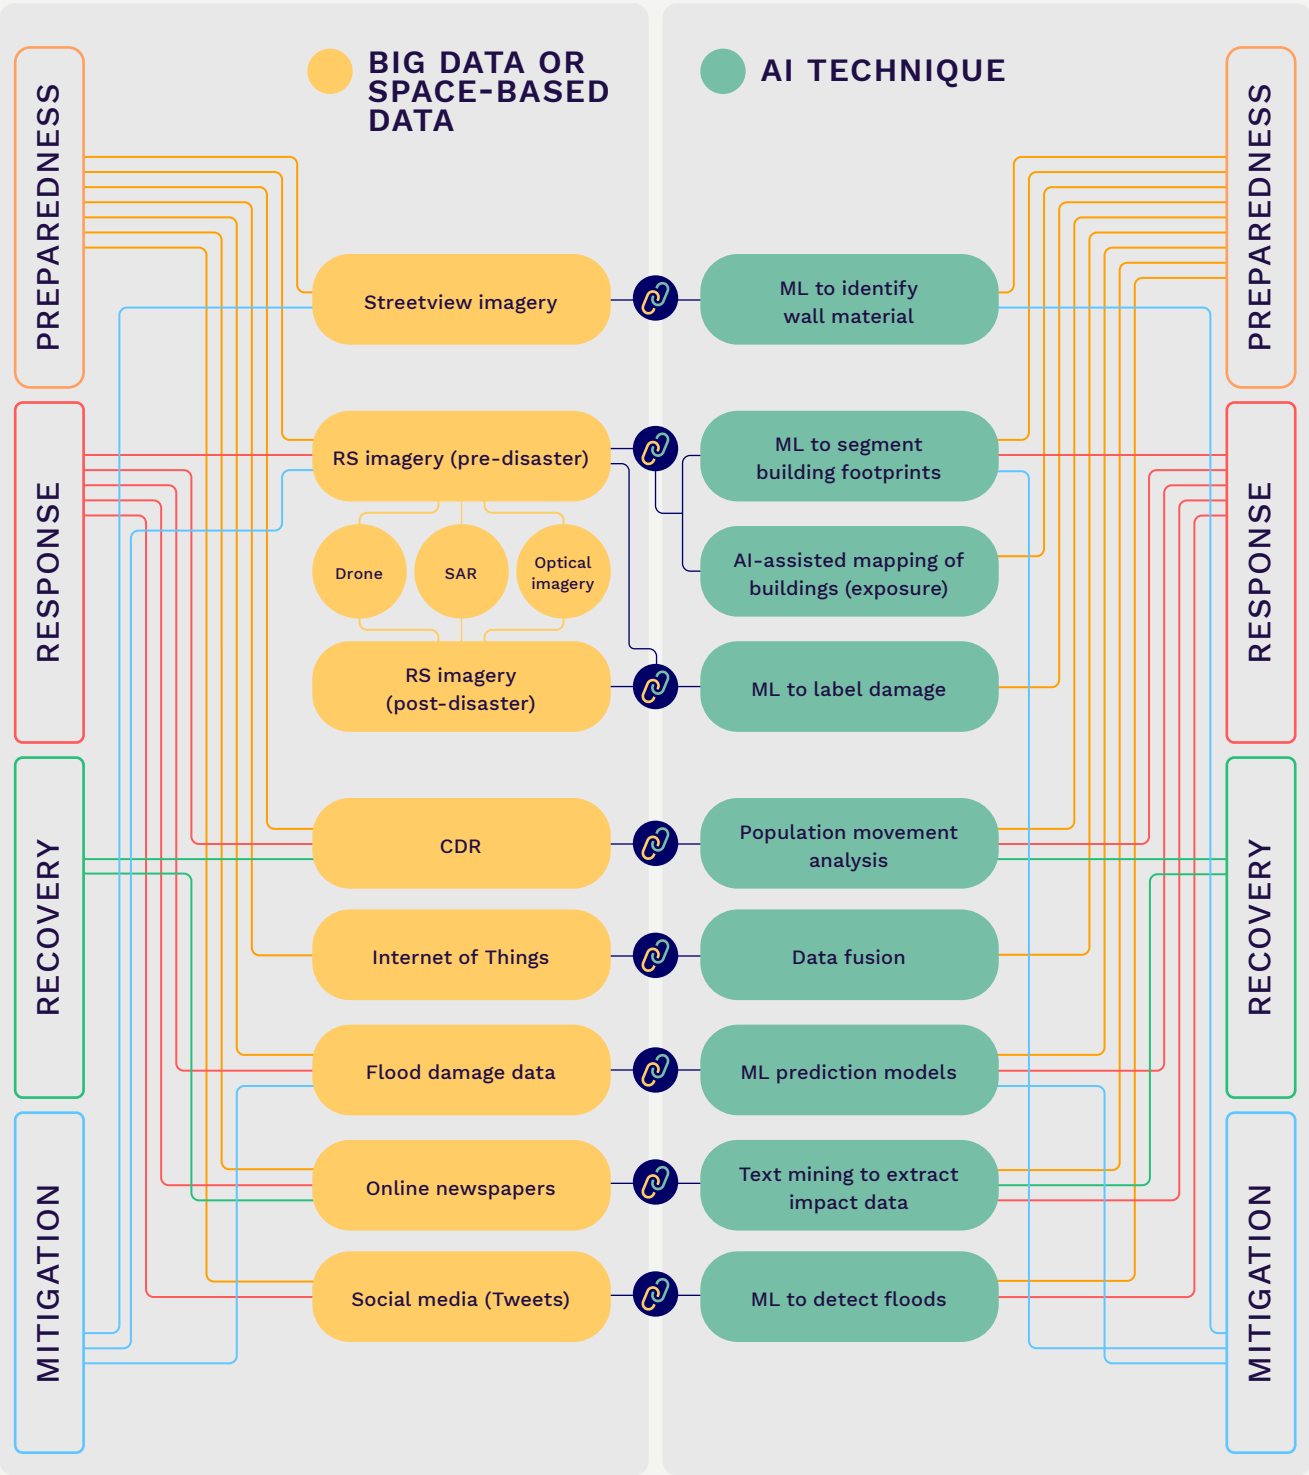 BIG DATA OR
SPACE-BASED
DATA
AI TECHNIQUE
PREPAREDNESS
RESPONSE
RECOVERY
MITIGATION
Streetview imagery
RS imagery (pre-disaster)
Drone
SAR
Optical
imagery
RS imagery
(post-disaster)
CDR
Internet of Things
Flood damage data
Online newspapers
Social media (Tweets)
ML to identify
wall material
ML to segment
building footprints
AI-assisted mapping of
buildings (exposure)
ML to label damage
Population movement
analysis
Data fusion
ML prediction models
Text mining to extract
impact data
ML to detect floods
PREPAREDNESS
RESPONSE
RECOVERY
MITIGATION